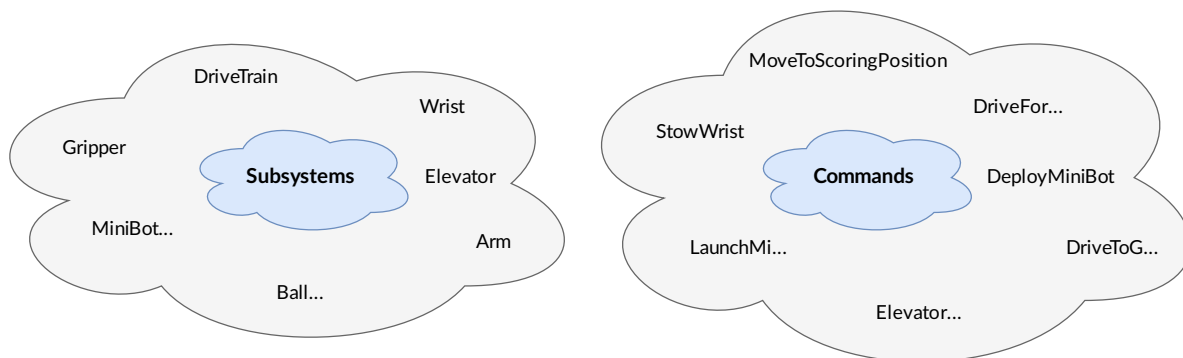 DriveTrain
Wrist
Gripper
Subsystems
Elevator
MiniBot...
Arm
Ball...
MoveToScoringPosition
DriveFor...
StowWrist
Commands
DeployMiniBot
LaunchMi...
DriveToG...
Elevator...